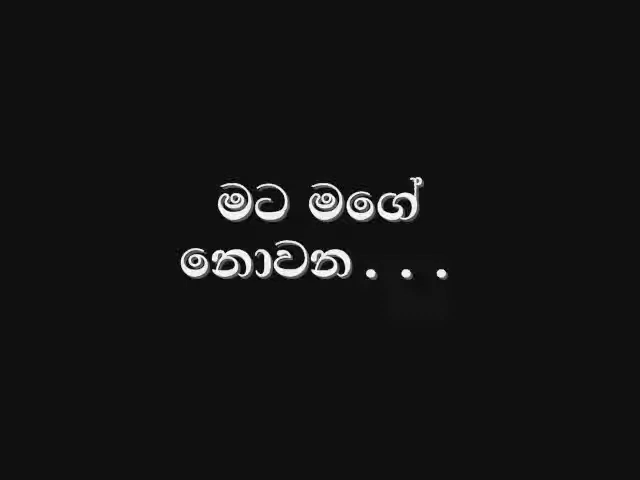 මට මගේ
නොවන . . .